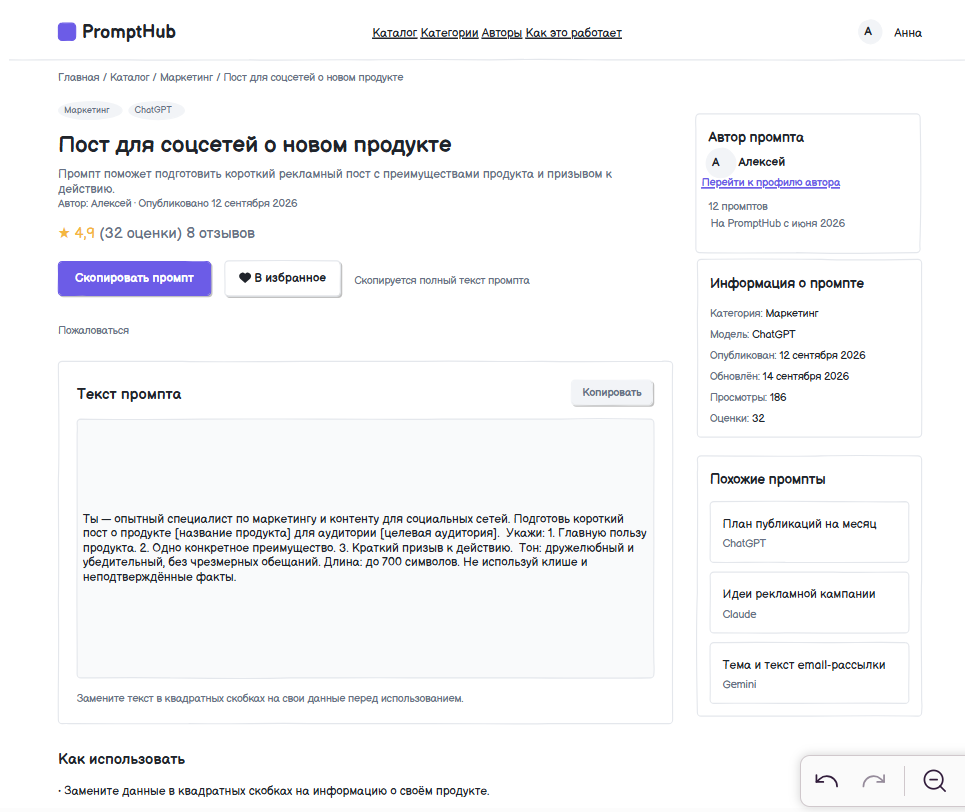 PromptHub
Каталог Категории Авторы Как это работает
А Анна
Главная / Каталог / Маркетинг / Пост для соцсетей о новом продукте
Маркетинг ChatGPT
Пост для соцсетей о новом продукте
Промпт поможет подготовить короткий рекламный пост с преимуществами продукта и призывом к
действию.
Автор: Алексей · Опубликовано 12 сентября 2026
★ 4,9 (32 оценки) 8 отзывов
Скопировать промпт
В избранное
Скопируется полный текст промпта
Пожаловаться
Текст промпта
Копировать
Ты — опытный специалист по маркетингу и контенту для социальных сетей. Подготовь короткий
пост о продукте [название продукта] для аудитории [целевая аудитория]. Укажи: 1. Главную пользу
продукта. 2. Одно конкретное преимущество. 3. Краткий призыв к действию. Тон: дружелюбный и
убедительный, без чрезмерных обещаний. Длина: до 700 символов. Не используй клише и
неподтверждённые факты.
Замените текст в квадратных скобках на свои данные перед использованием.
Как использовать
· Замените данные в квадратных скобках на информацию о своём продукте.
Автор промпта
А Алексей
Перейти к профилю автора
12 промптов
На PromptHub с июня 2026
Информация о промпте
Категория: Маркетинг
Модель: ChatGPT
Опубликован: 12 сентября 2026
Обновлён: 14 сентября 2026
Просмотры: 186
Оценки: 32
Похожие промпты
План публикаций на месяц
ChatGPT
Идеи рекламной кампании
Claude
Тема и текст email-рассылки
Gemini